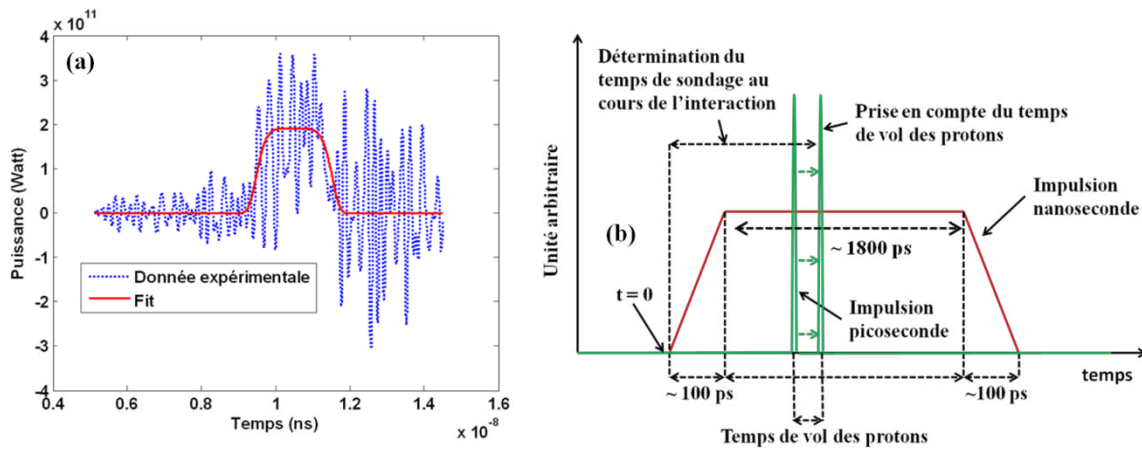 x 10^11
(a)
4
3
2
1
0
-1
-2
-3
-4
Puissance (Watt)
Donnée expérimentale
Fit
0.4
0.6
0.8
1
1.2
1.4
1.6
Temps (ns)
x 10^-8
(b)
Unité arbitraire
Détermination du
temps de sondage au
cours de l'interaction
Prise en compte du temps
de vol des protons
Impulsion
nanoseconde
~ 1800 ps
t = 0
Impulsion
picoseconde
temps
~ 100 ps
~100 ps
Temps de vol des protons